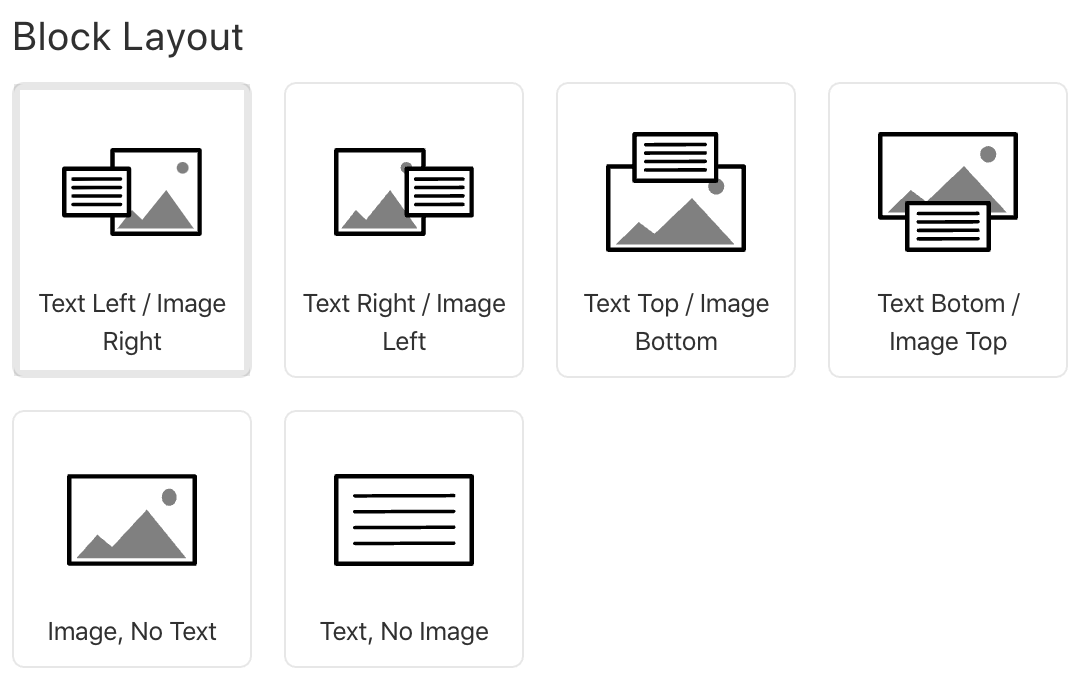 Block Layout
Text Left / Image
Right
Text Right / Image
Left
Text Top / Image
Bottom
Text Botom /
Image Top
Image, No Text
Text, No Image